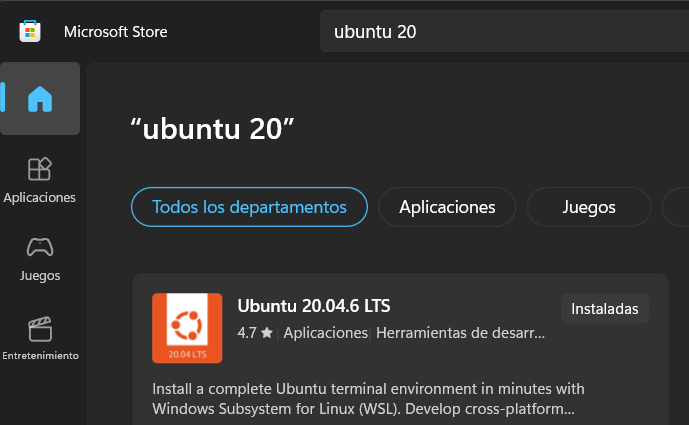 Microsoft Store
ubuntu 20
“ubuntu 20”
Aplicaciones
Juegos
Entretenimiento
Todos los departamentos
Aplicaciones
Juegos
20.04 LTS
Ubuntu 20.04.6 LTS
Instaladas
4.7 ★ | Aplicaciones | Herramientas de desarr...
Install a complete Ubuntu terminal environment in minutes with
Windows Subsystem for Linux (WSL). Develop cross-platform...